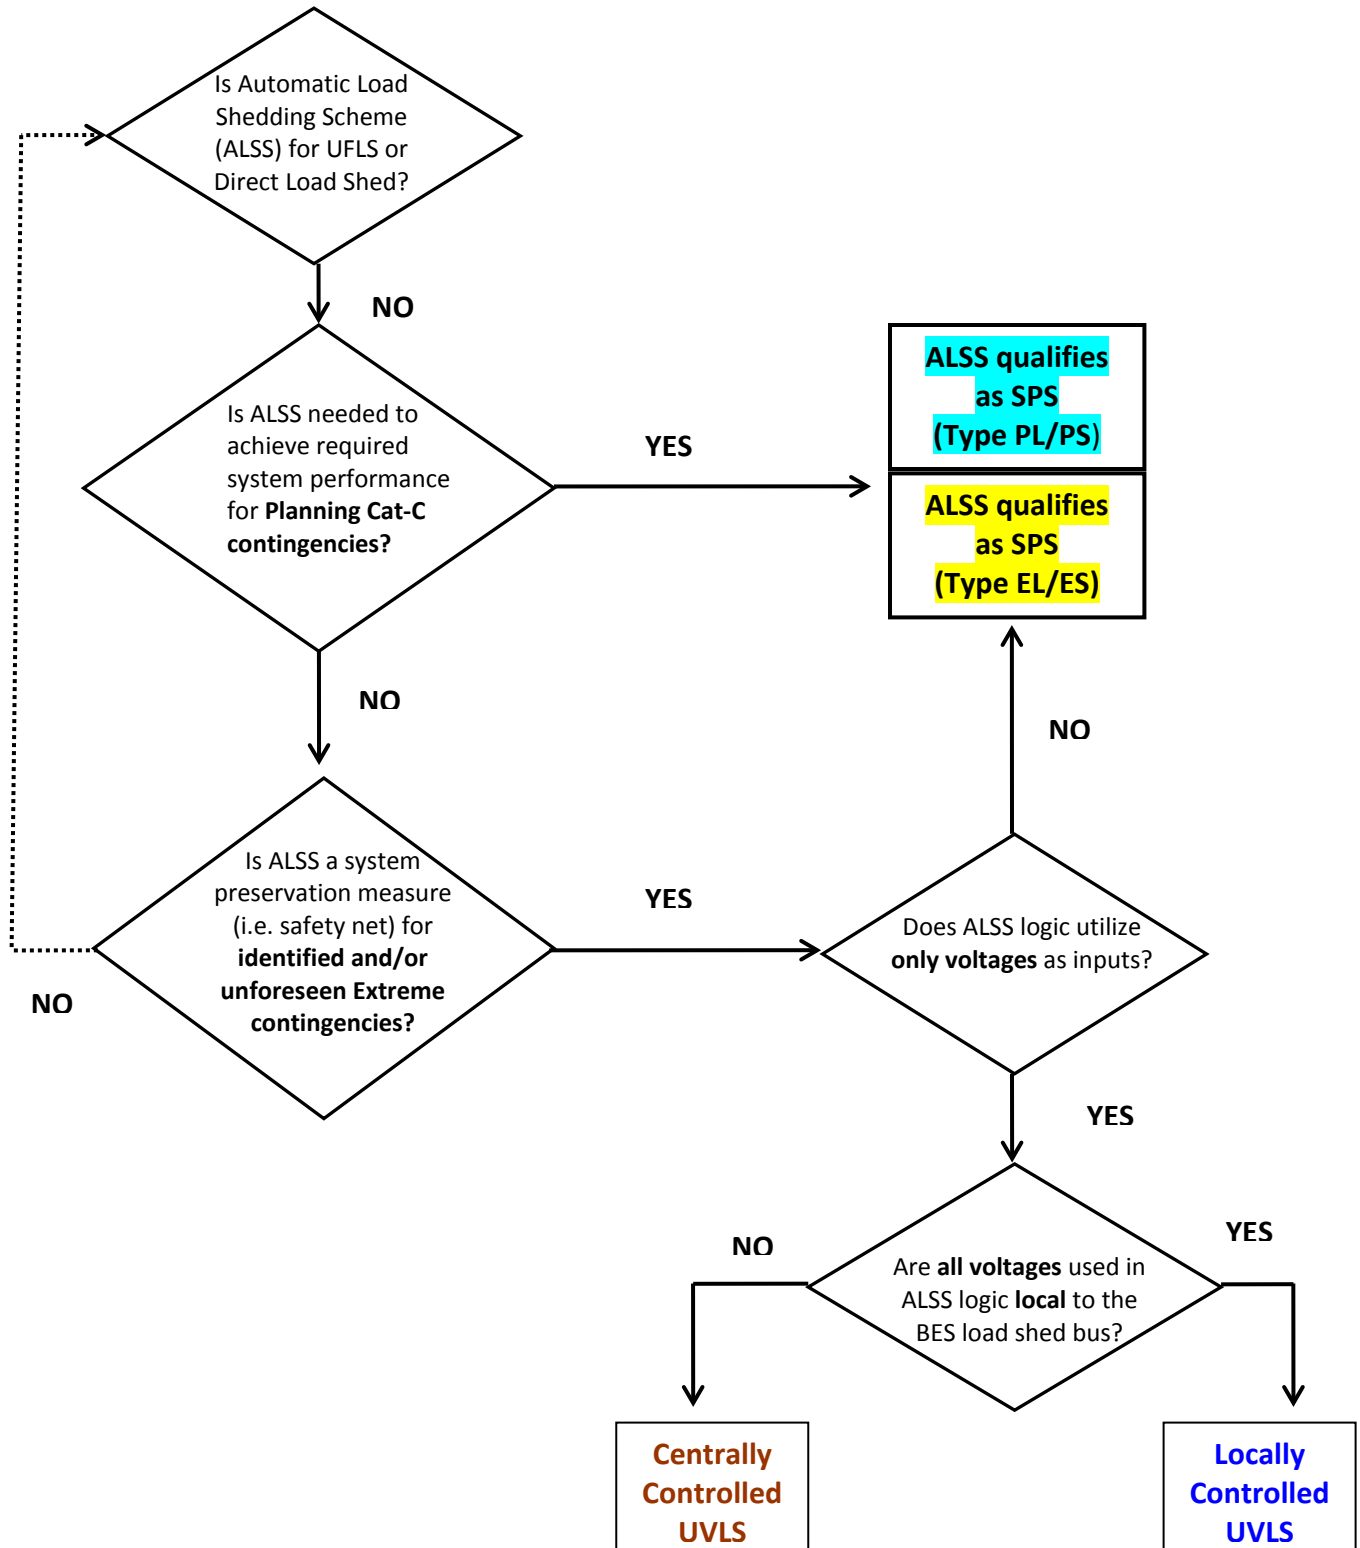 Is Automatic Load
Shedding Scheme
(ALSS) for UFLS or
Direct Load Shed?
NO
Is ALSS needed to
achieve required
system performance
for Planning Cat-C
contingencies?
YES
ALSS qualifies
as SPS
(Type PL/PS)
ALSS qualifies
as SPS
(Type EL/ES)
NO
NO
Is ALSS a system
preservation measure
(i.e. safety net) for
identified and/or
unforeseen Extreme
contingencies?
YES
NO
Does ALSS logic utilize
only voltages as inputs?
YES
NO
YES
Are all voltages used in
ALSS logic local to the
BES load shed bus?
Centrally
Controlled
UVLS
Locally
Controlled
UVLS